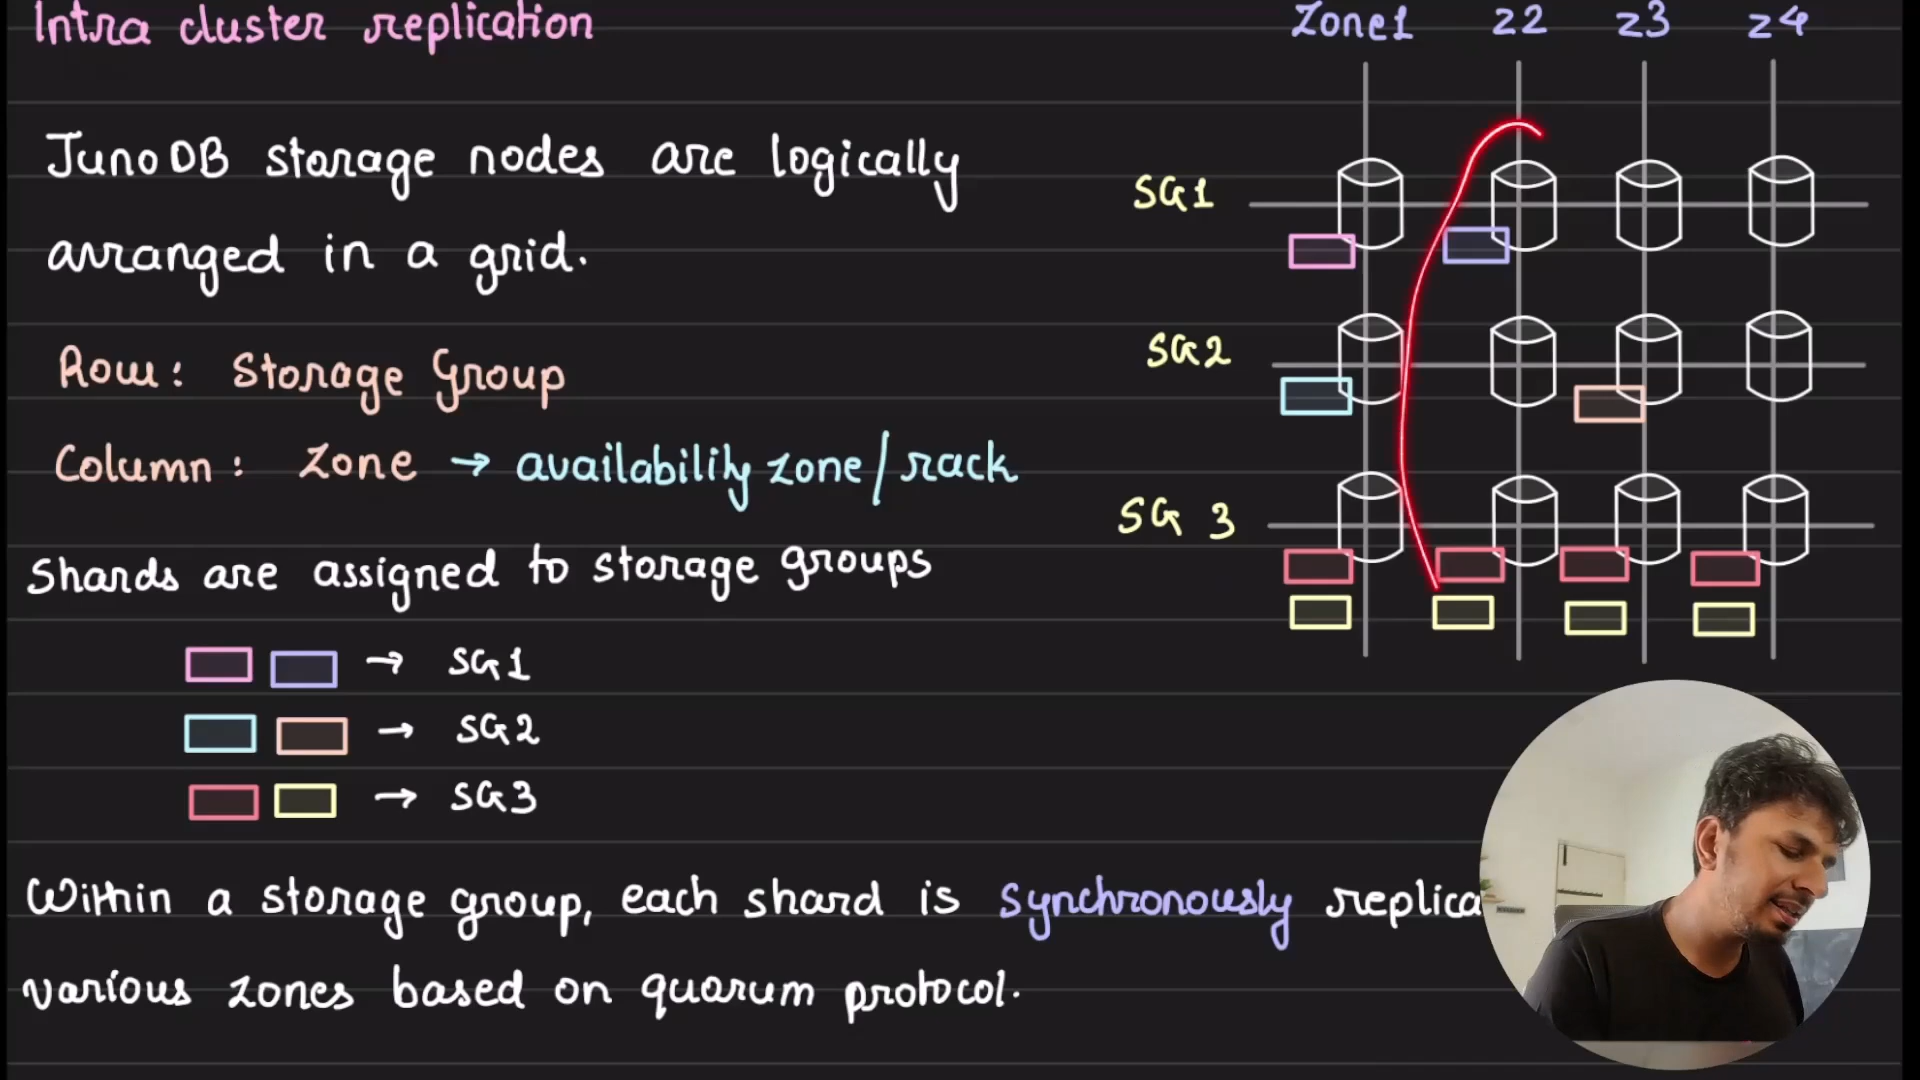 Intra cluster replication
Zone1 Z2 Z3 Z4
JunoDB storage nodes are logically
arranged in a grid.
SG1
Row: Storage Group
SG2
Column: Zone → availability zone/rack
SG 3
Shards are assigned to storage groups
→ SG1
→ SG2
→ SG3
Within a storage group, each shard is synchronously
various zones based on quorum protocol.